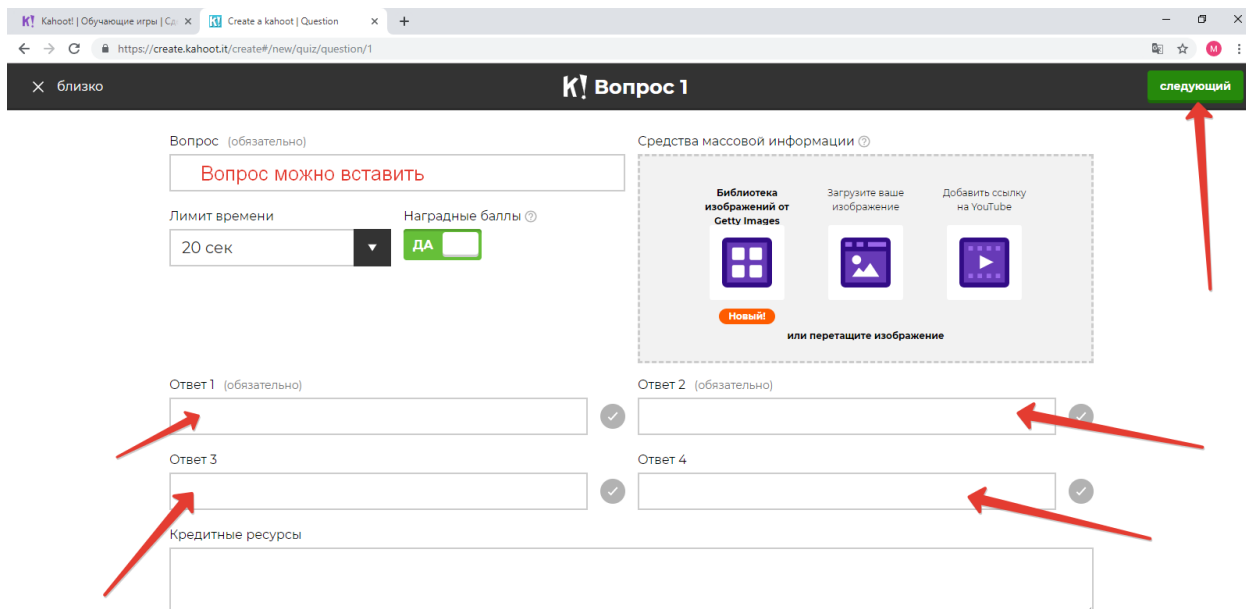 Kahoot! | Обучающие игры | Сд
Create a kahoot | Question
https://create.kahoot.it/create#/new/quiz/question/1
M
близко
K! Вопрос 1
следующий
Вопрос (обязательно)
Вопрос можно вставить
Лимит времени
20 сек
Наградные баллы
ДА
Средства массовой информации
Библиотека
изображений от
Getty Images
Загрузите ваше
изображение
Добавить ссылку
на YouTube
Новый!
или перетащите изображение
Ответ 1 (обязательно)
Ответ 2 (обязательно)
Ответ 3
Ответ 4
Кредитные ресурсы